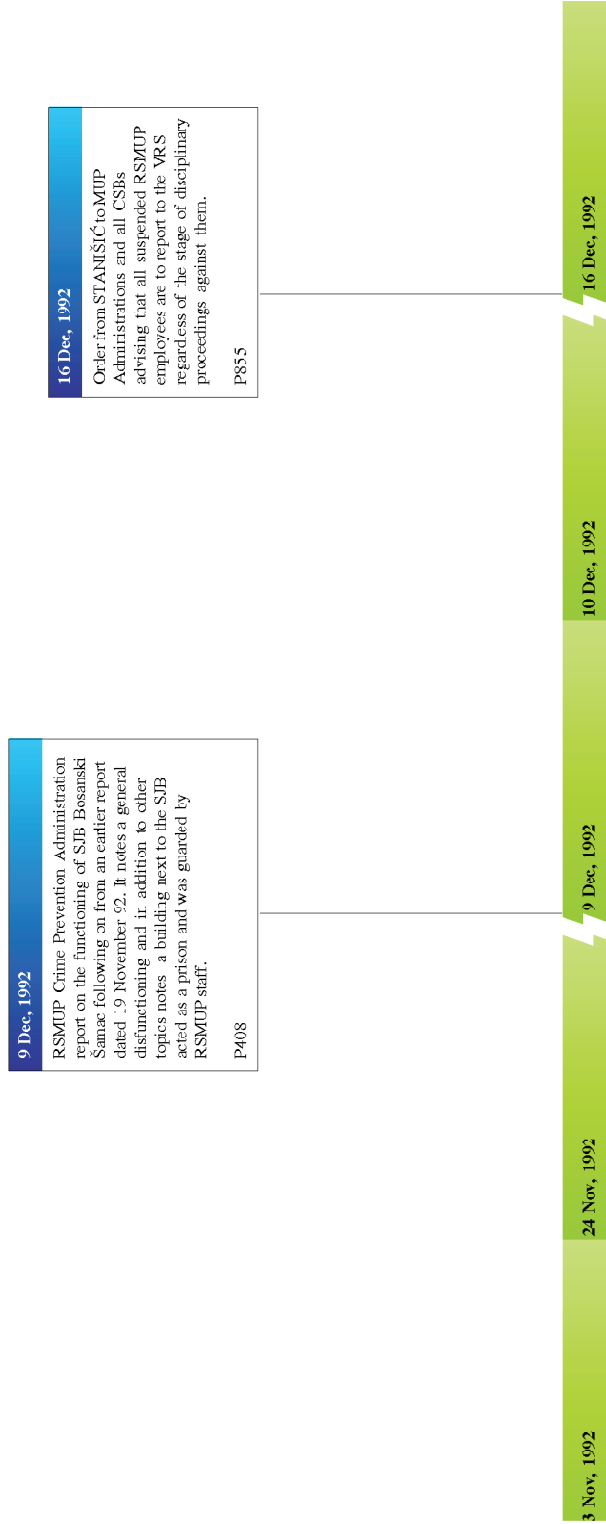 9 Dec, 1992
RSMUP Crime Prevention Administration
report on the functioning of SJB Bosanski
Šamac following on from an earlier report
dated 19 November 92. It notes a general
disfunctioning and in addition to other
topics notes a building next to the SJB
acted as a prison and was guarded by
RSMUP staff.
P408
16 Dec, 1992
Order from STANIŠIĆ to MUP
Administrations and all CSBs
advising that all suspended RSMUP
employees are to report to the VRS
regardless of the stage of disciplinary
proceedings against them.
P855
3 Nov, 1992
24 Nov, 1992
9 Dec, 1992
10 Dec, 1992
16 Dec, 1992